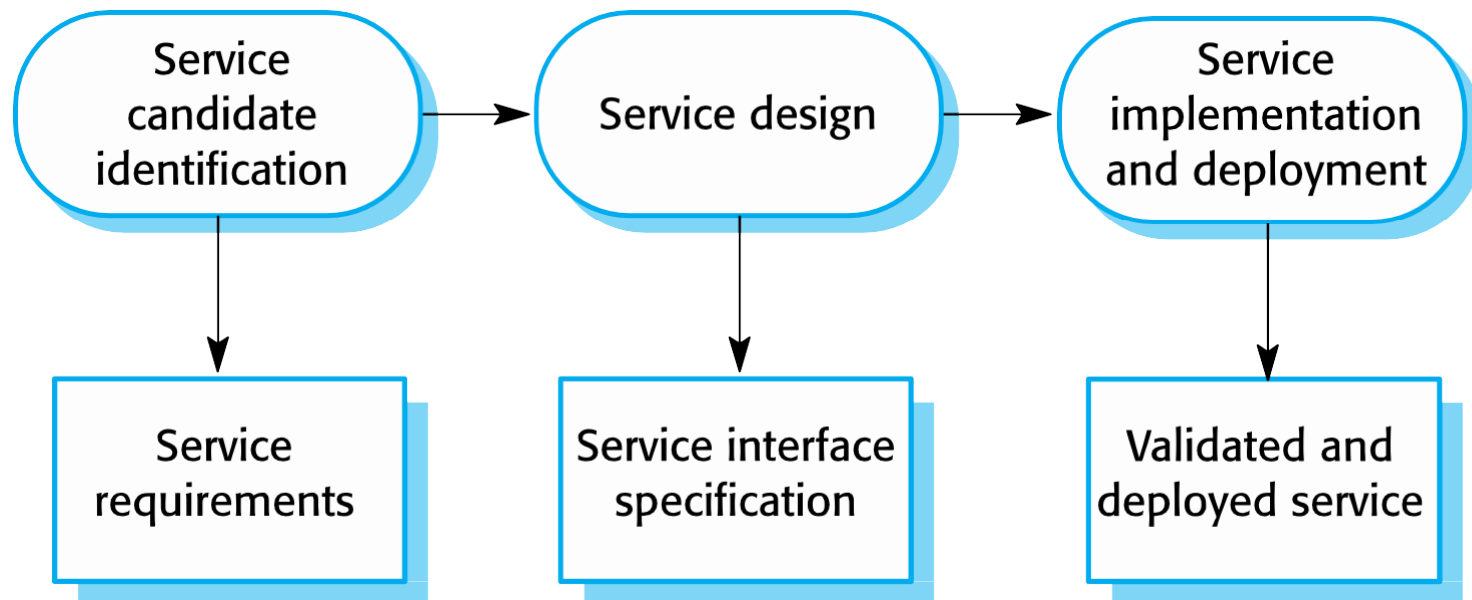 Service
candidate
identification
Service design
Service
implementation
and deployment
Service
requirements
Service interface
specification
Validated and
deployed service